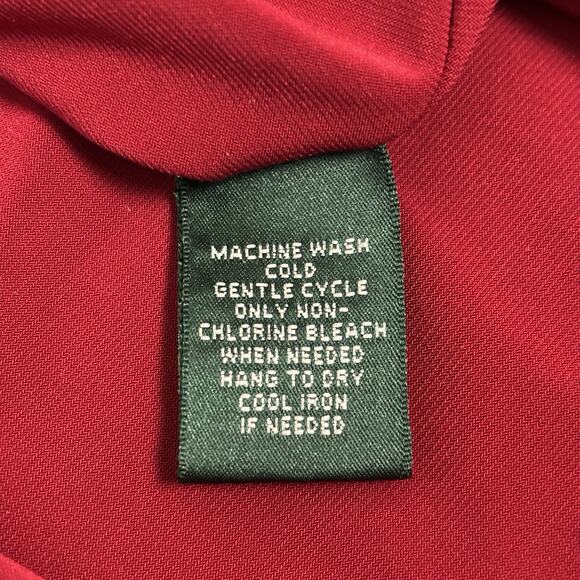 MACHINE WASH
COLD
GENTLE CYCLE
ONLY NON-
CHLORINE BLEACH
WHEN NEEDED
HANG TO DRY
COOL IRON
IF NEEDED